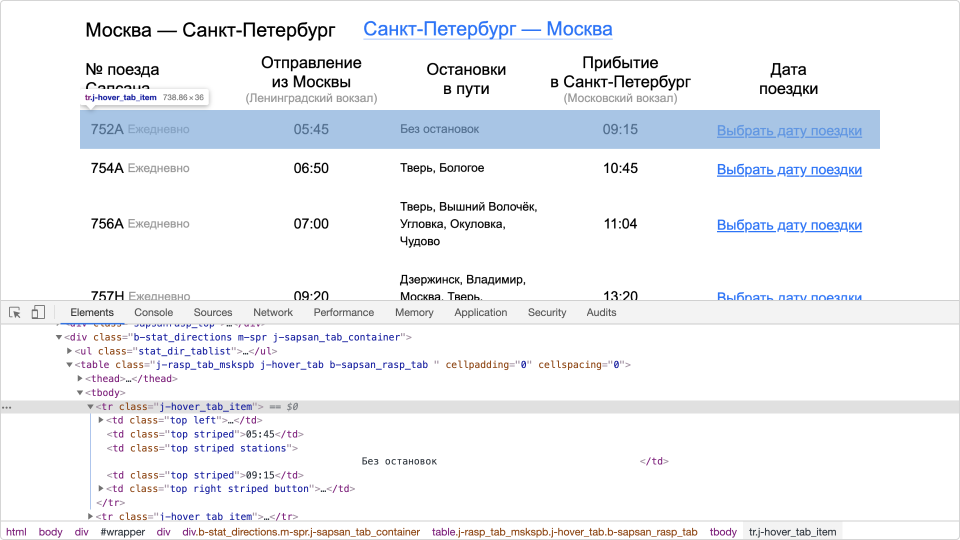 Москва — Санкт-Петербург Санкт-Петербург — Москва
№ поезда Сапсана Отправление из Москвы (Ленинградский вокзал) Остановки в пути Прибытие в Санкт-Петербург (Московский вокзал) Дата поездки
tr.j-hover_tab_item 738.86×36
752А Ежедневно 05:45 Без остановок 09:15 Выбрать дату поездки
754А Ежедневно 06:50 Тверь, Бологое 10:45 Выбрать дату поездки
756А Ежедневно 07:00 Тверь, Вышний Волочёк, Угловка, Окуловка, Чудово 11:04 Выбрать дату поездки
757Н Ежедневно 09:20 Дзержинск, Владимир, Москва, Тверь, 13:20 Выбрать дату поездки
Elements Console Sources Network Performance Memory Application Security Audits
<div class="sapsanrasp_top">…</div>
▼<div class="b-stat_directions m-spr j-sapsan_tab_container">
▶<ul class="stat_dir_tablist">…</ul>
▼<table class="j-rasp_tab_mskspb j-hover_tab b-sapsan_rasp_tab " cellpadding="0" cellspacing="0">
▶<thead>…</thead>
▼<tbody>
… ▼<tr class="j-hover_tab_item"> == $0
▶<td class="top left">…</td>
<td class="top striped">05:45</td>
<td class="top striped stations">
Без остановок </td>
<td class="top striped">09:15</td>
▶<td class="top right striped button">…</td>
</tr>
▶<tr class="j-hover_tab_item">…</tr>
html body div #wrapper div div.b-stat_directions.m-spr.j-sapsan_tab_container table.j-rasp_tab_mskspb.j-hover_tab.b-sapsan_rasp_tab tbody tr.j-hover_tab_item